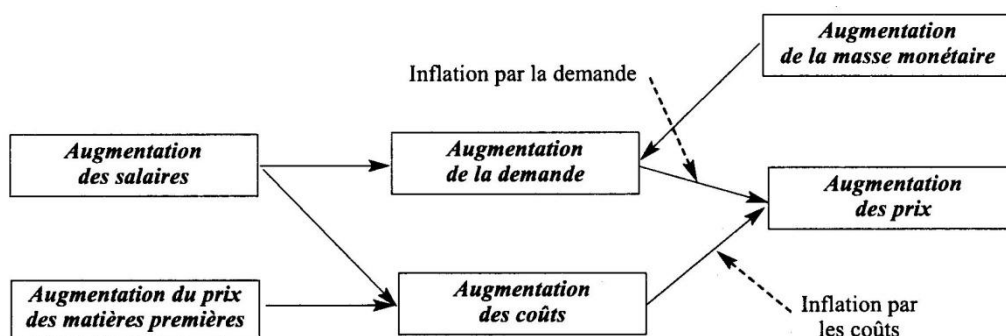 Augmentation
de la masse monétaire
Inflation par la demande
Augmentation
des salaires
Augmentation
de la demande
Augmentation
des prix
Augmentation du prix
des matières premières
Augmentation
des coûts
Inflation par
les coûts